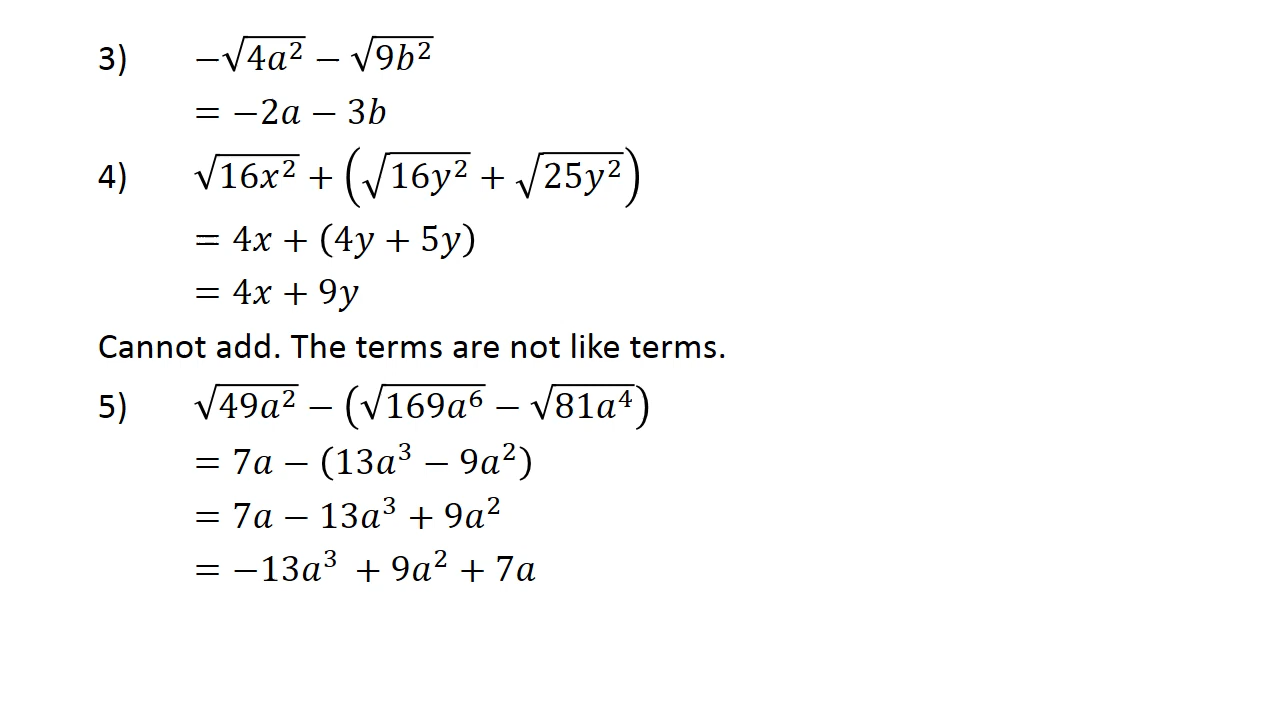 3) −√4a² − √9b²
= −2a − 3b
4) √16x² + (√16y² + √25y²)
= 4x + (4y + 5y)
= 4x + 9y
Cannot add. The terms are not like terms.
5) √49a² − (√169a⁶ − √81a⁴)
= 7a − (13a³ − 9a²)
= 7a − 13a³ + 9a²
= −13a³ + 9a² + 7a